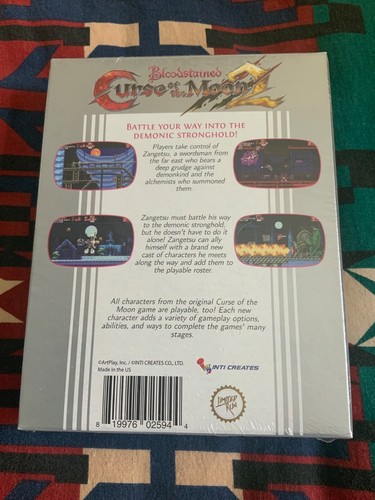 Bloodstained
Curse of the Moon 2
BATTLE YOUR WAY INTO THE
DEMONIC STRONGHOLD!
Players take control of
Zangetsu, a swordsman from
the far east who bears a
deep grudge against
demonkind and the
alchemists who summoned
them.
Zangetsu must battle his way
to the demonic stronghold,
but he doesn't have to do it
alone! Zangetsu can ally
himself with a brand new
cast of characters he meets
along the way and add them to
the playable roster.
All characters from the original Curse of the
Moon game are playable, too! Each new
character adds a variety of gameplay options,
abilities, and ways to complete the games' many
stages.
©ArtPlay, Inc. / ©INTI CREATES CO., LTD.
Made in the US
INTI CREATES
LIMITED
RUN
8 19976 02594 4